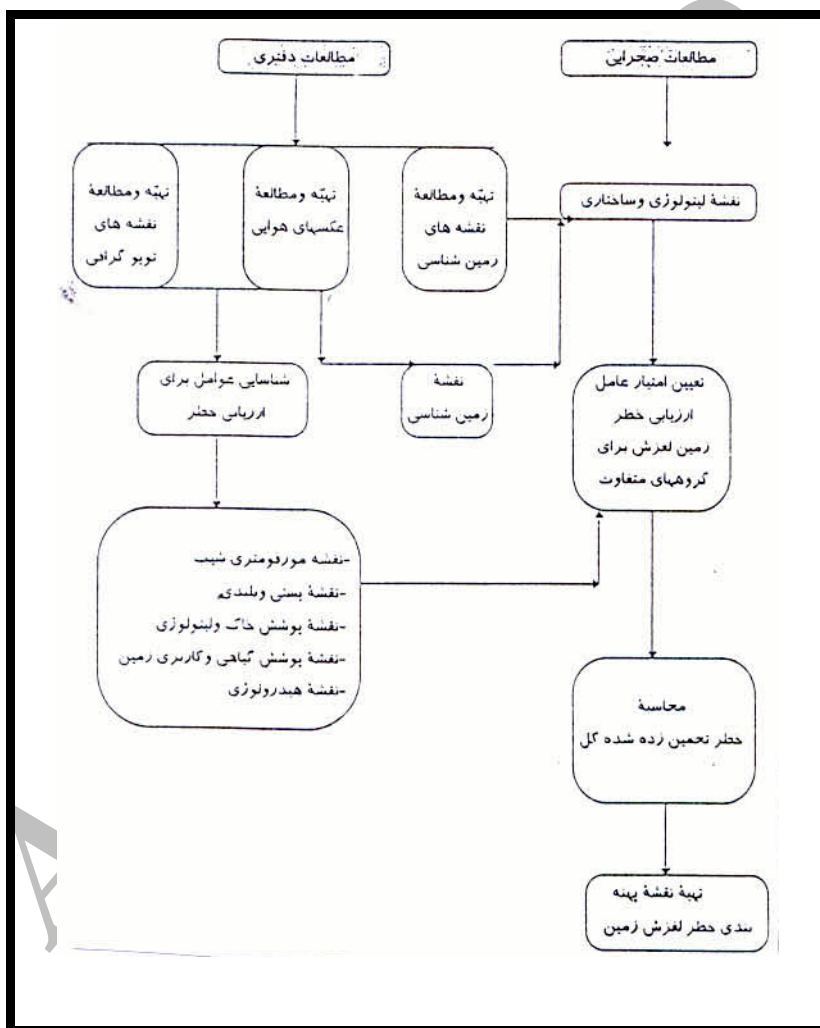 مطالعات صحرایی
مطالعات دفتری
تهیّه ومطالعهٔ
نقشه های
زمین شناسی
تهیّه ومطالعهٔ
عکسهای هوایی
تهیّه ومطالعهٔ
نقشه های
توپو گرافی
نقشهٔ لیتولوژی وساختاری
نقشهٔ
زمین شناسی
شناسایی عوامل برای
ارزیابی خطر
تعیین امتیاز عامل
ارزیابی خطر
زمین لغزش برای
گروههای متفاوت
-نقشه مورفومتری شیب
-نقشهٔ پستی وبلندی
-نقشهٔ پوشش خاک ولیتولوژی
-نقشهٔ پوشش گیاهی وکاربری زمین
-نقشهٔ هیدرولوژی
محاسبهٔ
خطر تخمین زده شده کل
تهیهٔ نقشهٔ پهنه
بندی خطر لغزش زمین